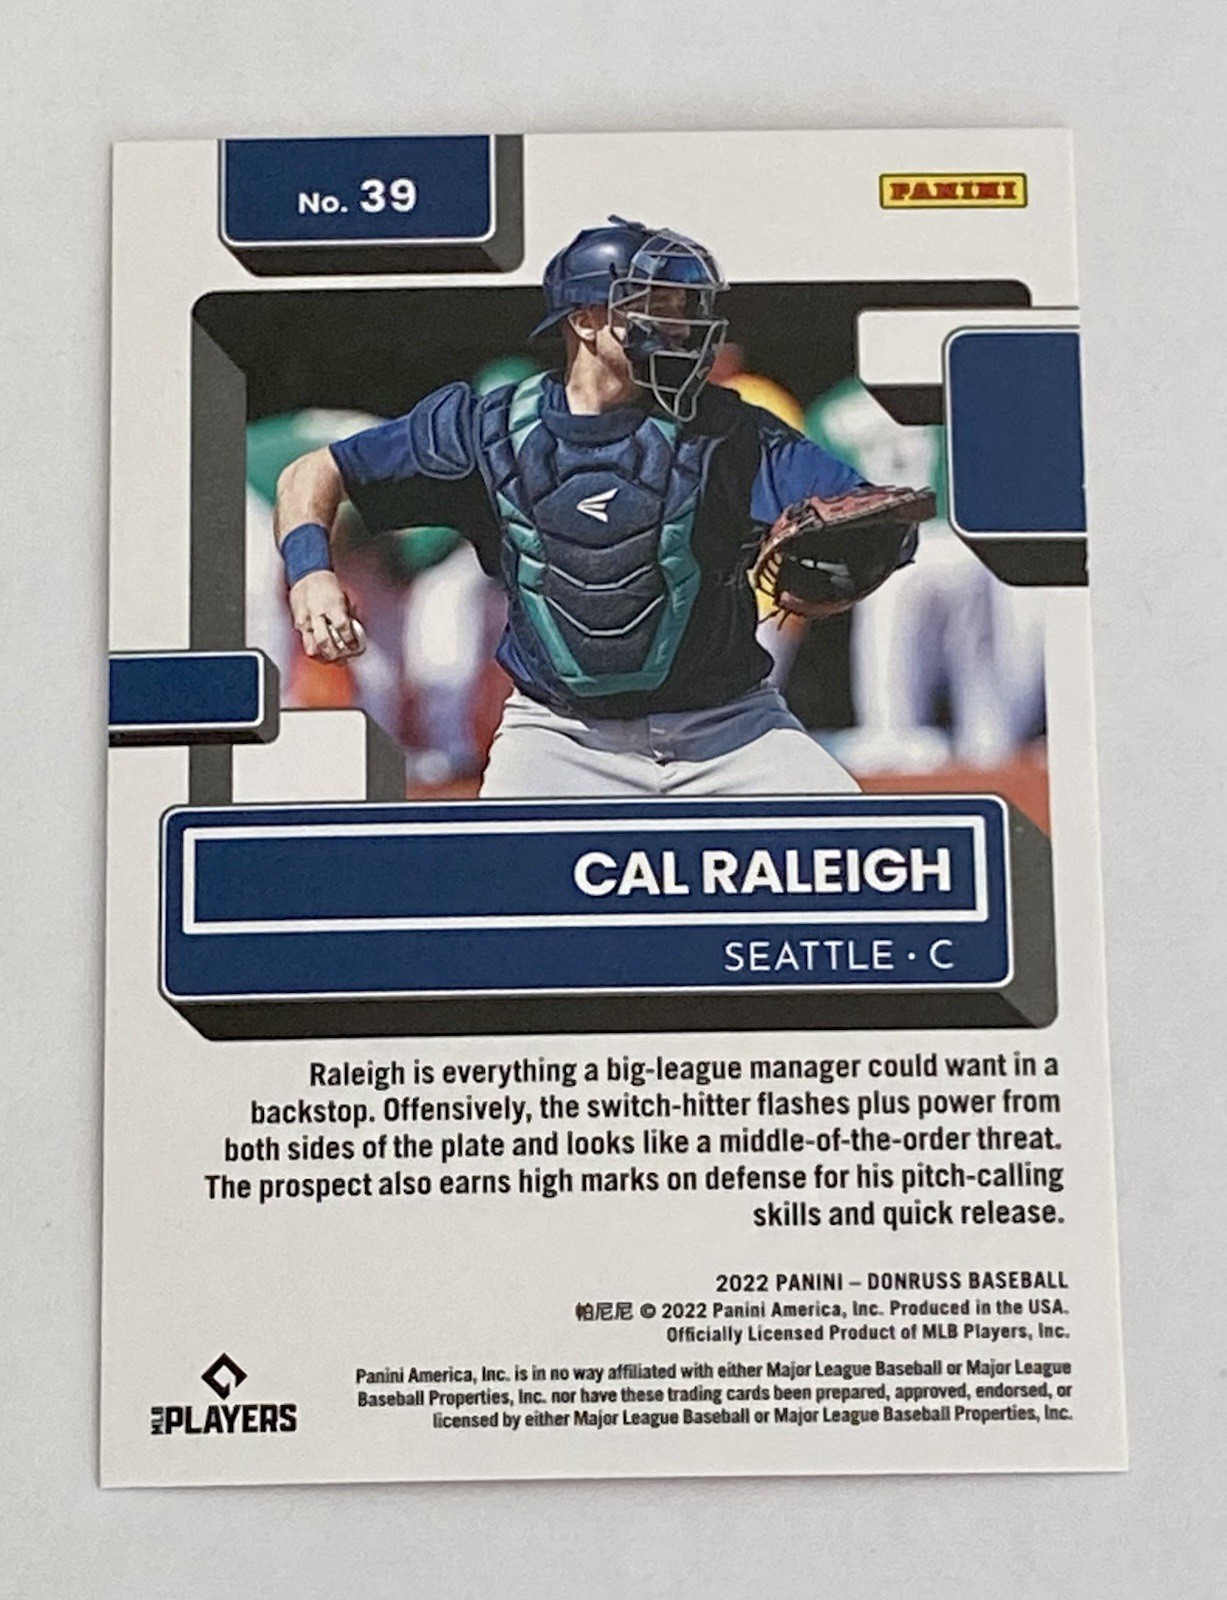 No. 39
PANINI
CAL RALEIGH
SEATTLE · C
Raleigh is everything a big-league manager could want in a
backstop. Offensively, the switch-hitter flashes plus power from
both sides of the plate and looks like a middle-of-the-order threat.
The prospect also earns high marks on defense for his pitch-calling
skills and quick release.
2022 PANINI – DONRUSS BASEBALL
帕尼尼 © 2022 Panini America, Inc. Produced in the USA.
Officially Licensed Product of MLB Players, Inc.
Panini America, Inc. is in no way affiliated with either Major League Baseball or Major League
Baseball Properties, Inc. nor have these trading cards been prepared, approved, endorsed, or
licensed by either Major League Baseball or Major League Baseball Properties, Inc.
MLB PLAYERS